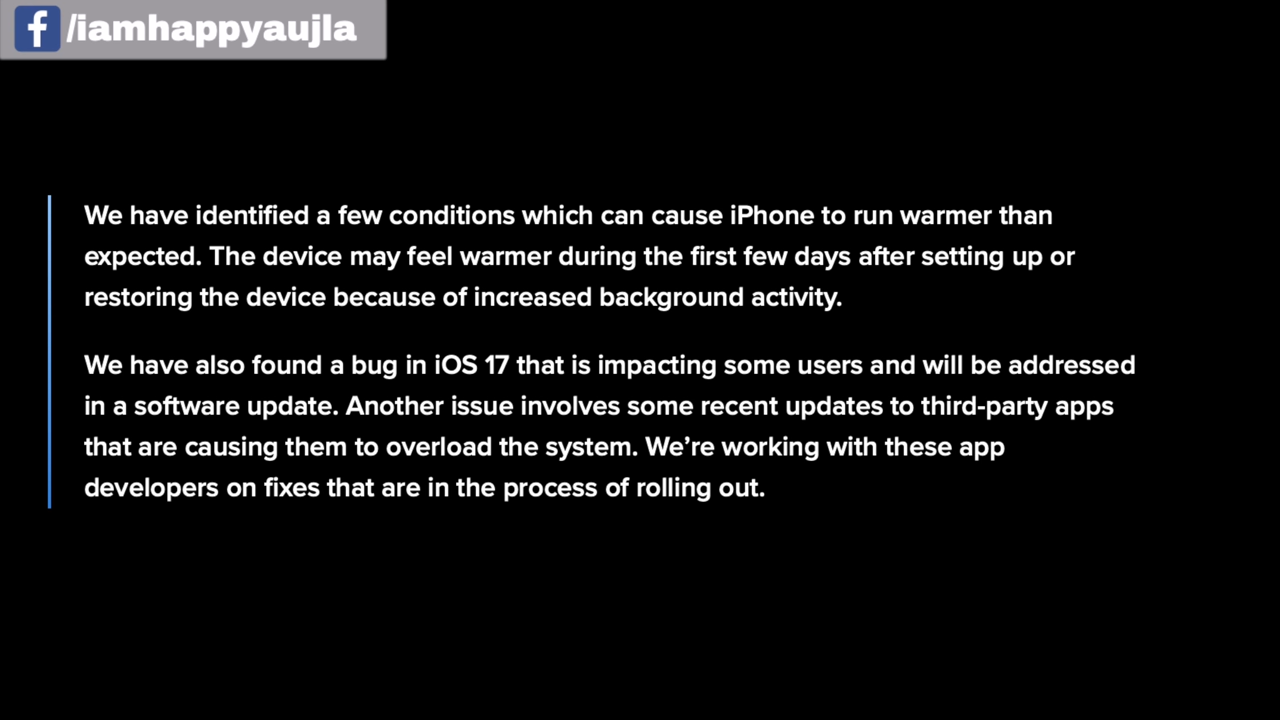 f /iamhappyaujla
We have identified a few conditions which can cause iPhone to run warmer than
expected. The device may feel warmer during the first few days after setting up or
restoring the device because of increased background activity.
We have also found a bug in iOS 17 that is impacting some users and will be addressed
in a software update. Another issue involves some recent updates to third-party apps
that are causing them to overload the system. We’re working with these app
developers on fixes that are in the process of rolling out.